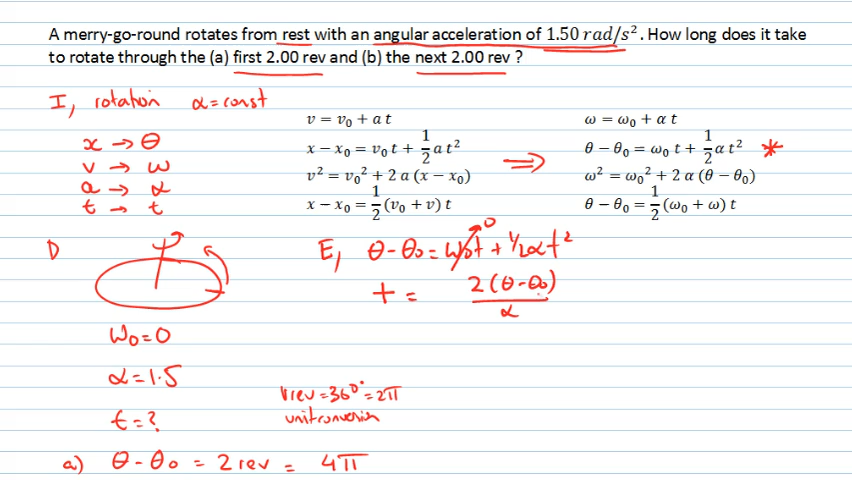 A merry-go-round rotates from rest with an angular acceleration of 1.50 rad/s². How long does it take
to rotate through the (a) first 2.00 rev and (b) the next 2.00 rev ?
I, rotation α = const
x → θ
v → ω
a → α
t → t
v = v₀ + a t
x − x₀ = v₀ t + 1/2 a t²
v² = v₀² + 2 a (x − x₀)
x − x₀ = 1/2 (v₀ + v) t
⇒
ω = ω₀ + α t
θ − θ₀ = ω₀ t + 1/2 α t² *
ω² = ω₀² + 2 α (θ − θ₀)
θ − θ₀ = 1/2 (ω₀ + ω) t
D
ω₀ = 0
α = 1.5
t = ?
E, θ − θ₀ = ω₀t + 1/2 α t²
0
t = 2(θ − θ₀)/α
1 rev = 360° = 2π
unit conversion
a) θ − θ₀ = 2 rev = 4π